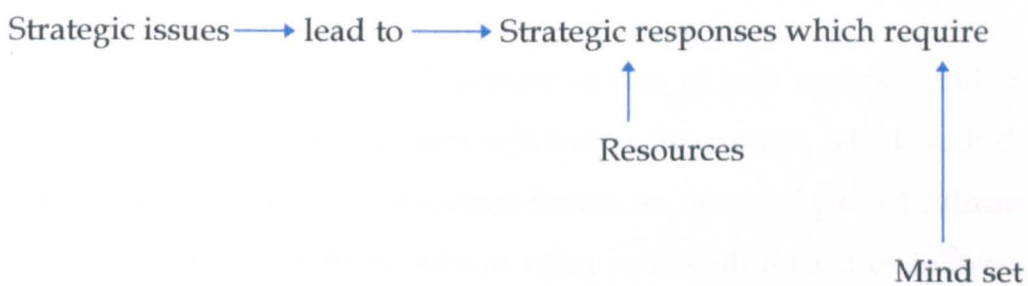 Strategic issues lead to Strategic responses which require
Resources
Mind set